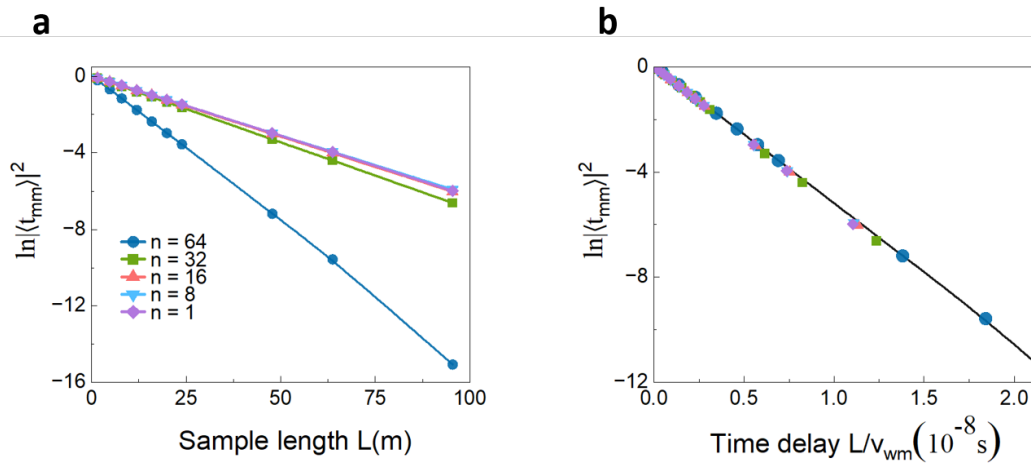 a
b
0
−4
−8
−12
−16
ln|⟨t_mm⟩|²
n = 64
n = 32
n = 16
n = 8
n = 1
0 25 50 75 100
Sample length L(m)
0
−4
−8
−12
ln|⟨t_mm⟩|²
0.0 0.5 1.0 1.5 2.0
Time delay L/v_wm(10⁻⁸s)